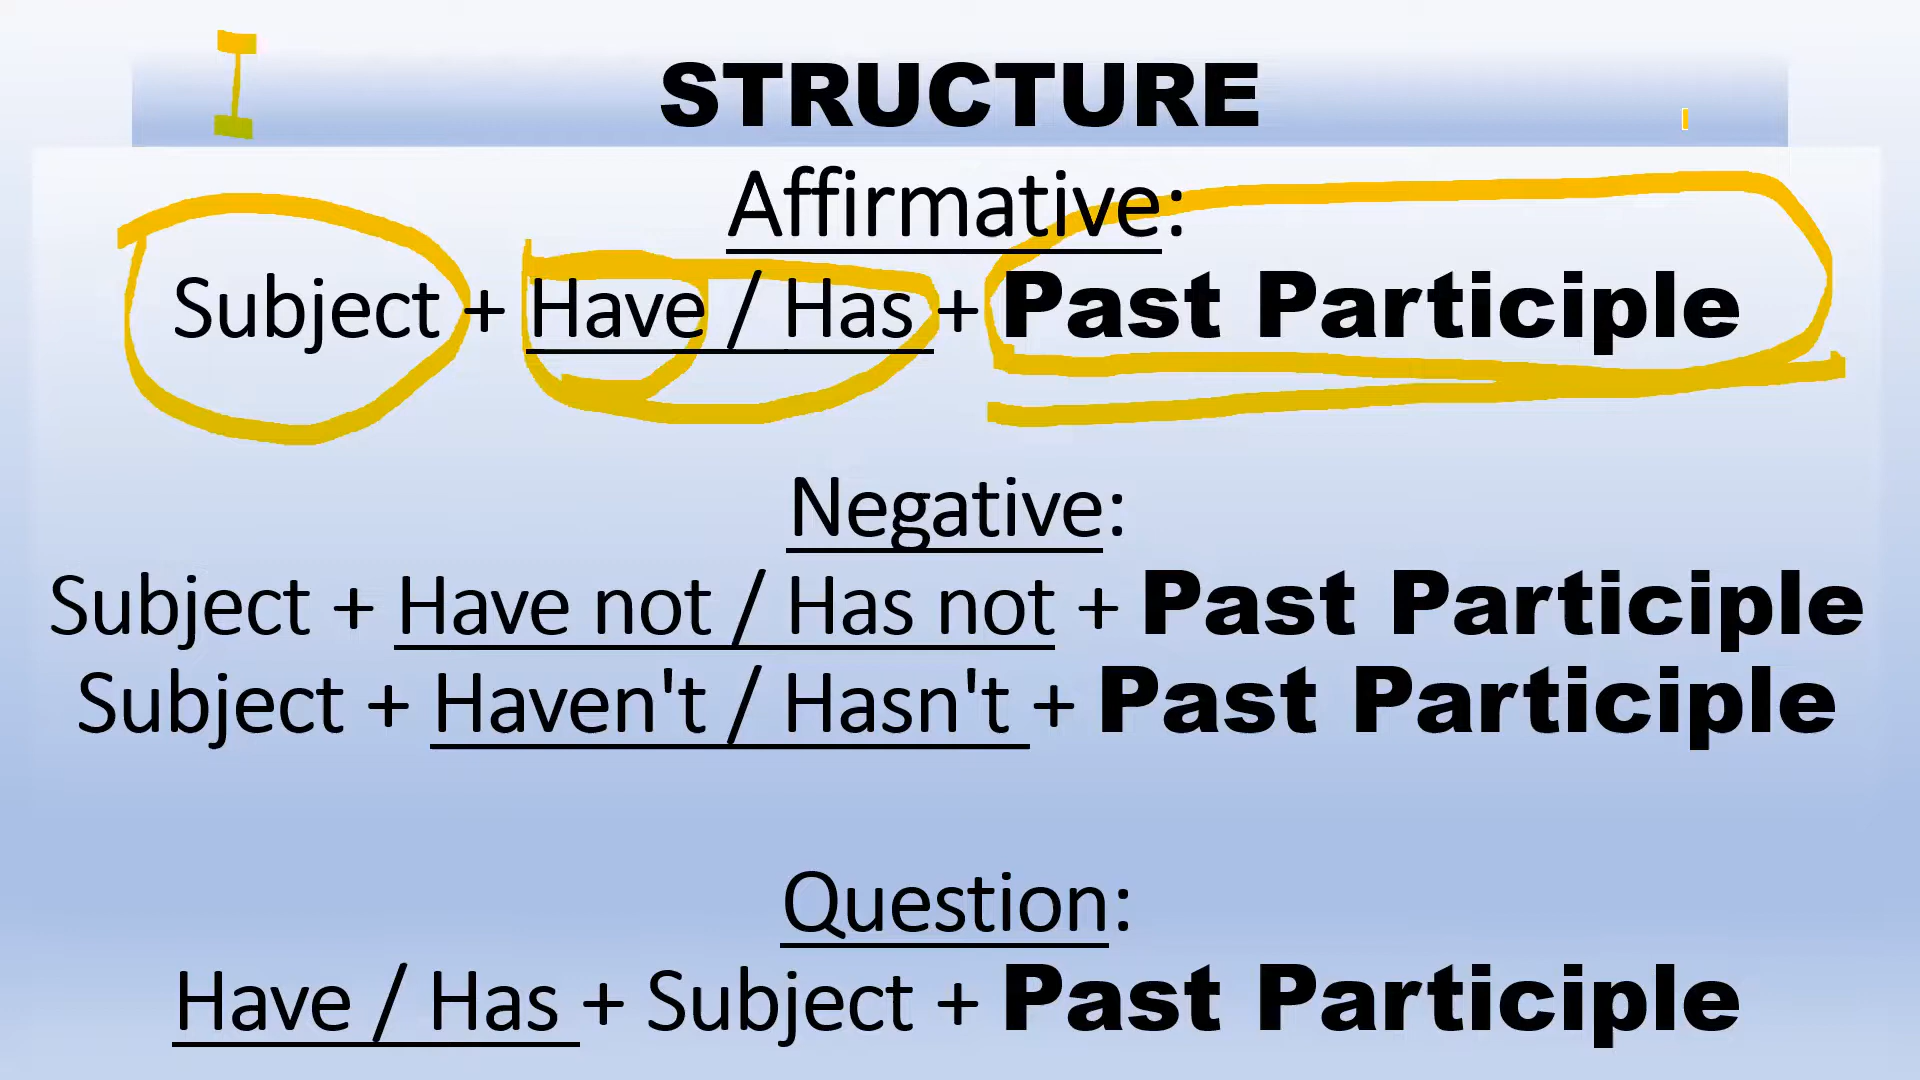 I
STRUCTURE
Affirmative:
Subject + Have / Has + Past Participle
Negative:
Subject + Have not / Has not + Past Participle
Subject + Haven't / Hasn't + Past Participle
Question:
Have / Has + Subject + Past Participle